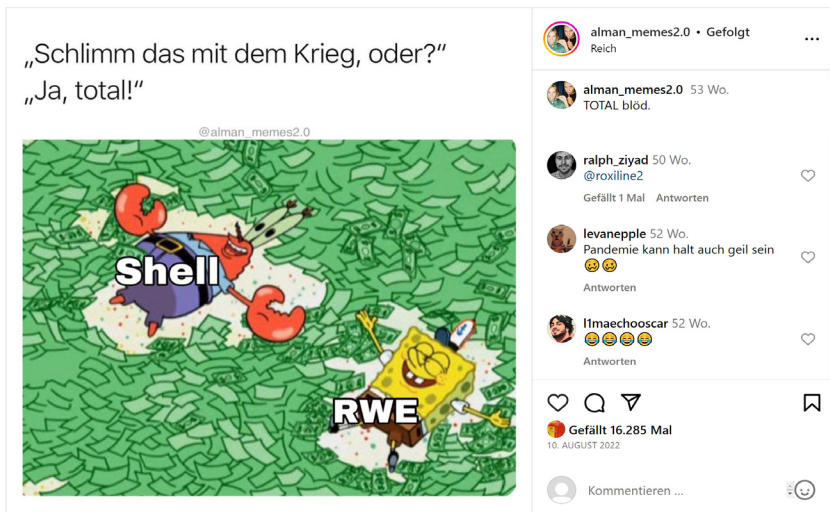 „Schlimm das mit dem Krieg, oder?“
„Ja, total!“
@alman_memes2.0
Shell
RWE
alman_memes2.0 • Gefolgt
Reich
alman_memes2.0 53 Wo.
TOTAL blöd.
ralph_ziyad 50 Wo.
@roxiline2
Gefällt 1 Mal Antworten
levanepple 52 Wo.
Pandemie kann halt auch geil sein
🥴🥴
Antworten
l1maechooscar 52 Wo.
😂😂😂😂
Antworten
Gefällt 16.285 Mal
10. AUGUST 2022
Kommentieren ...